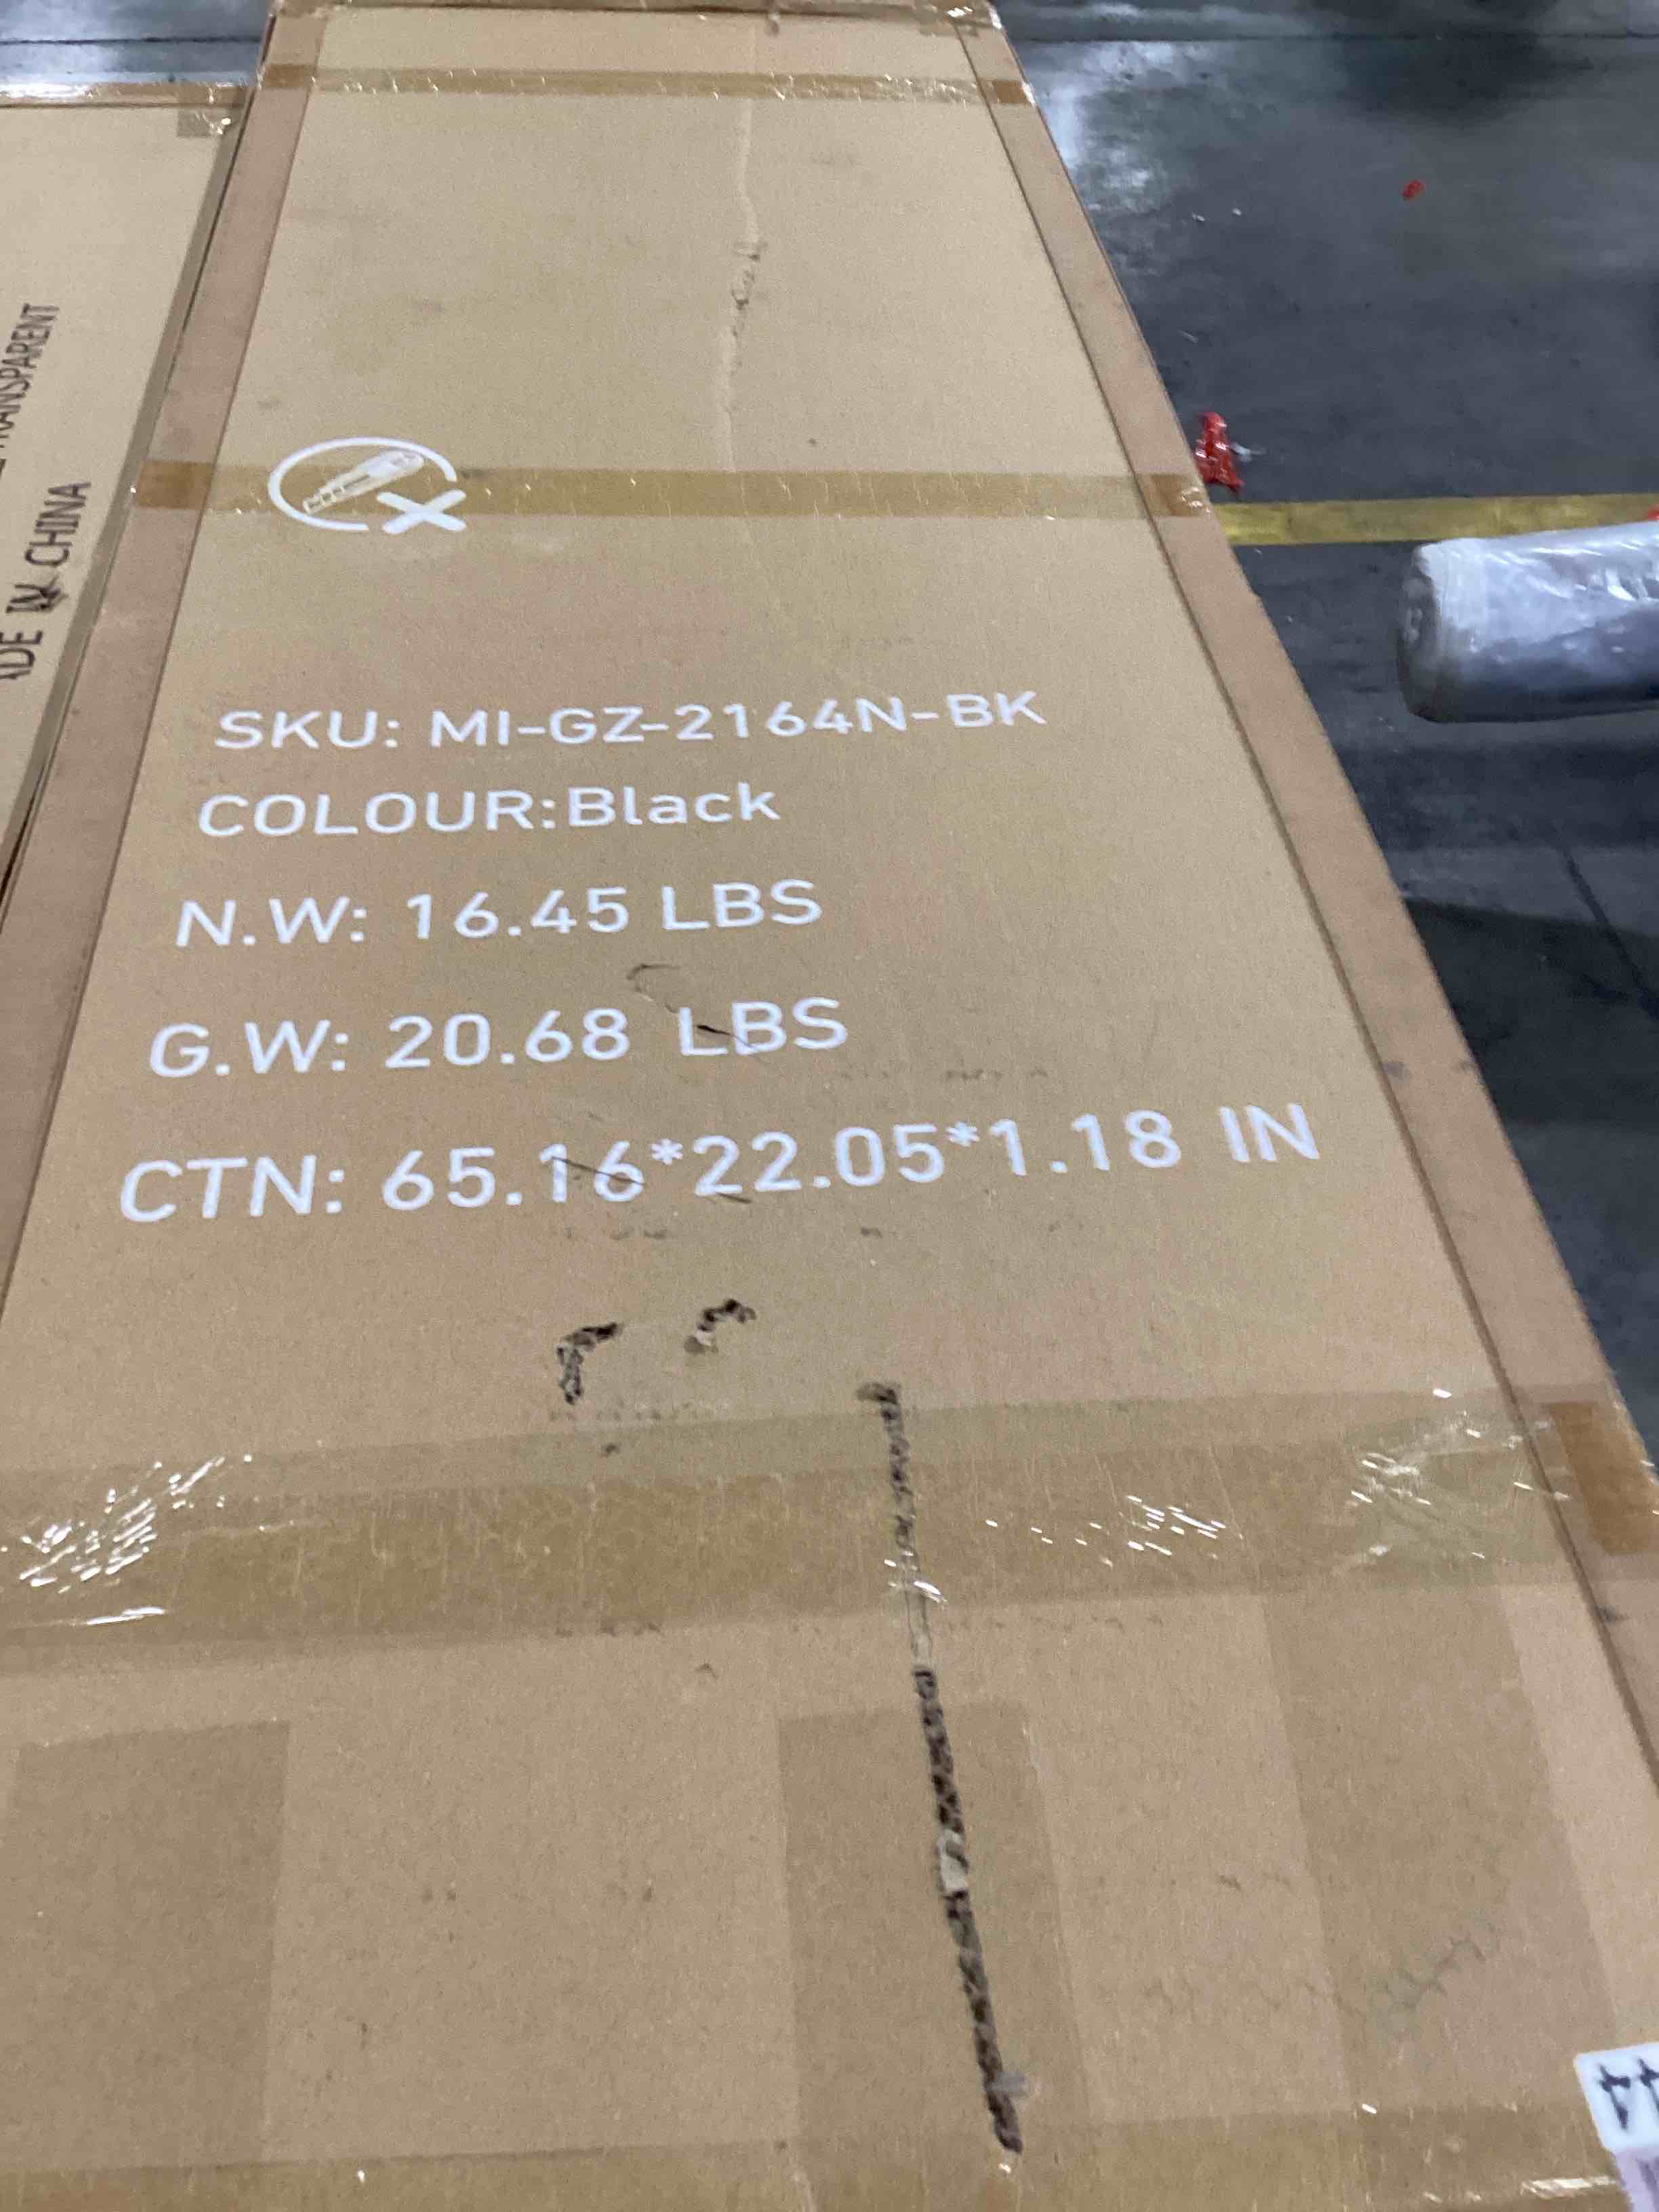 SKU: MI-GZ-2164N-BK
COLOUR:Black
N.W: 16.45 LBS
G.W: 20.68 LBS
CTN: 65.16*22.05*1.18 IN
CHINA